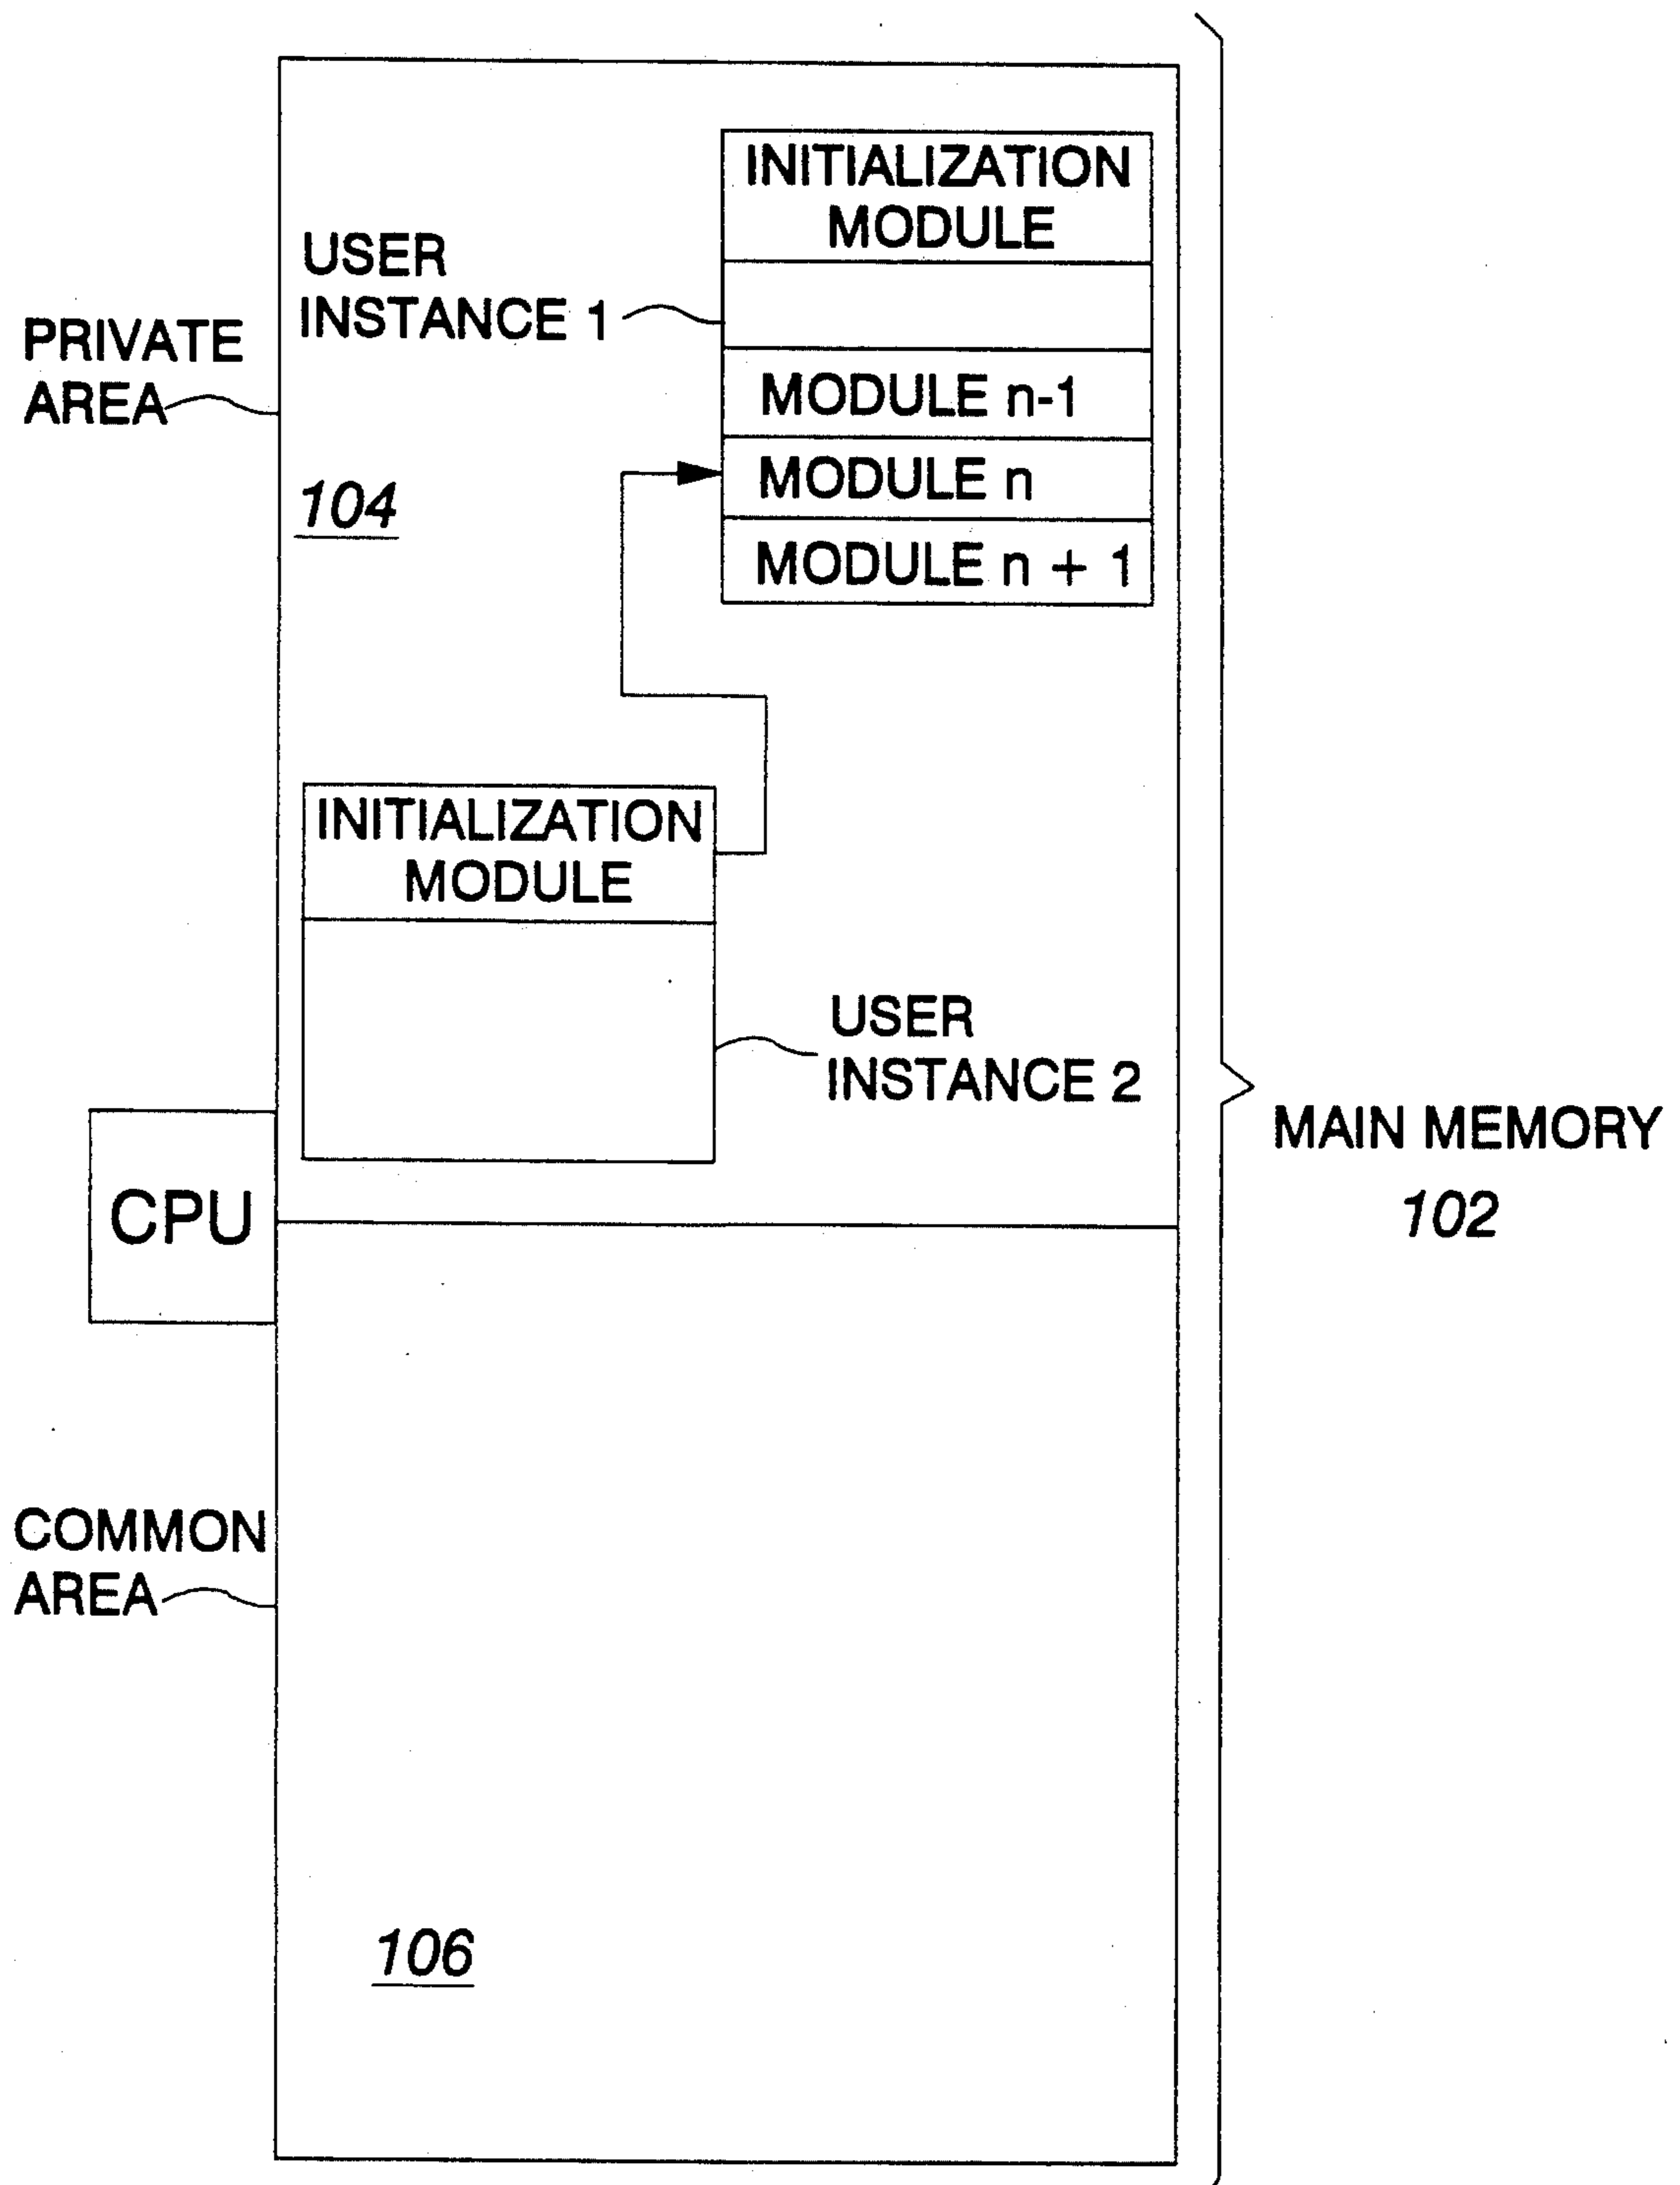 INITIALIZATION
MODULE
USER
INSTANCE 1
PRIVATE
AREA
MODULE n-1
104
MODULE n
MODULE n + 1
INITIALIZATION
MODULE
USER
INSTANCE 2
CPU
MAIN MEMORY
102
COMMON
AREA
106